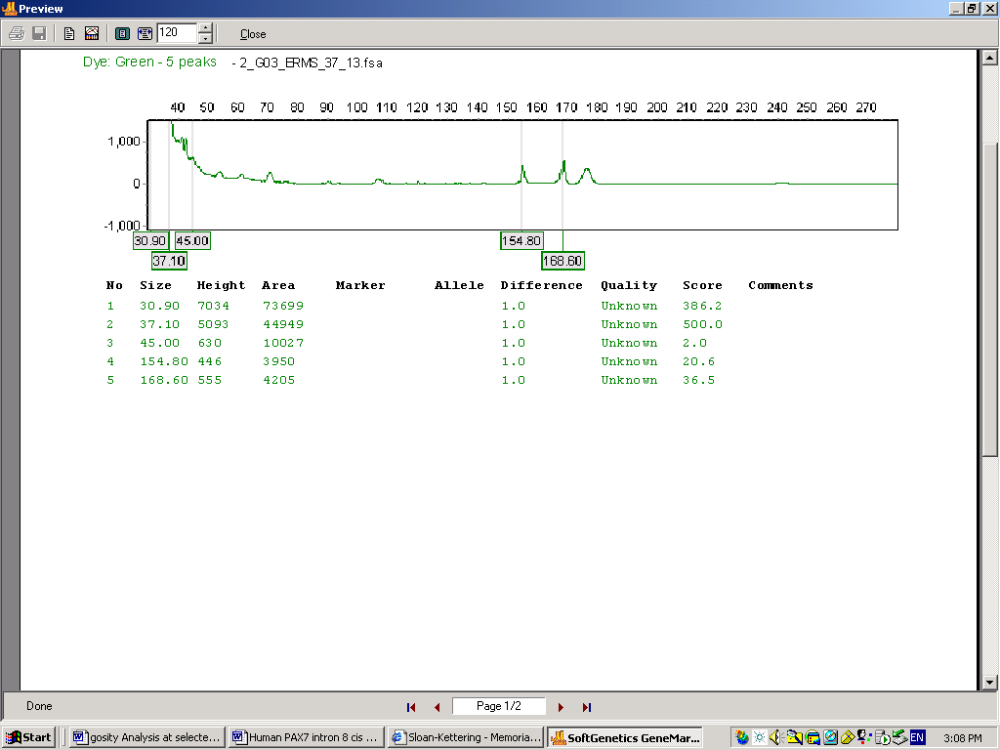 Preview
120 Close
Dye: Green - 5 peaks - 2_G03_ERMS_37_13.fsa
40 50 60 70 80 90 100 110 120 130 140 150 160 170 180 190 200 210 220 230 240 250 260 270
1,000
0
-1,000
30.90 45.00 154.80
37.10 168.60
No Size Height Area Marker Allele Difference Quality Score Comments
1 30.90 7034 73699 1.0 Unknown 386.2
2 37.10 5093 44949 1.0 Unknown 500.0
3 45.00 630 10027 1.0 Unknown 2.0
4 154.80 446 3950 1.0 Unknown 20.6
5 168.60 555 4205 1.0 Unknown 36.5
Done Page 1/2
Start gosity Analysis at selecte... Human PAX7 intron 8 cis ... Sloan-Kettering - Memoria... SoftGenetics GeneMar... EN 3:08 PM